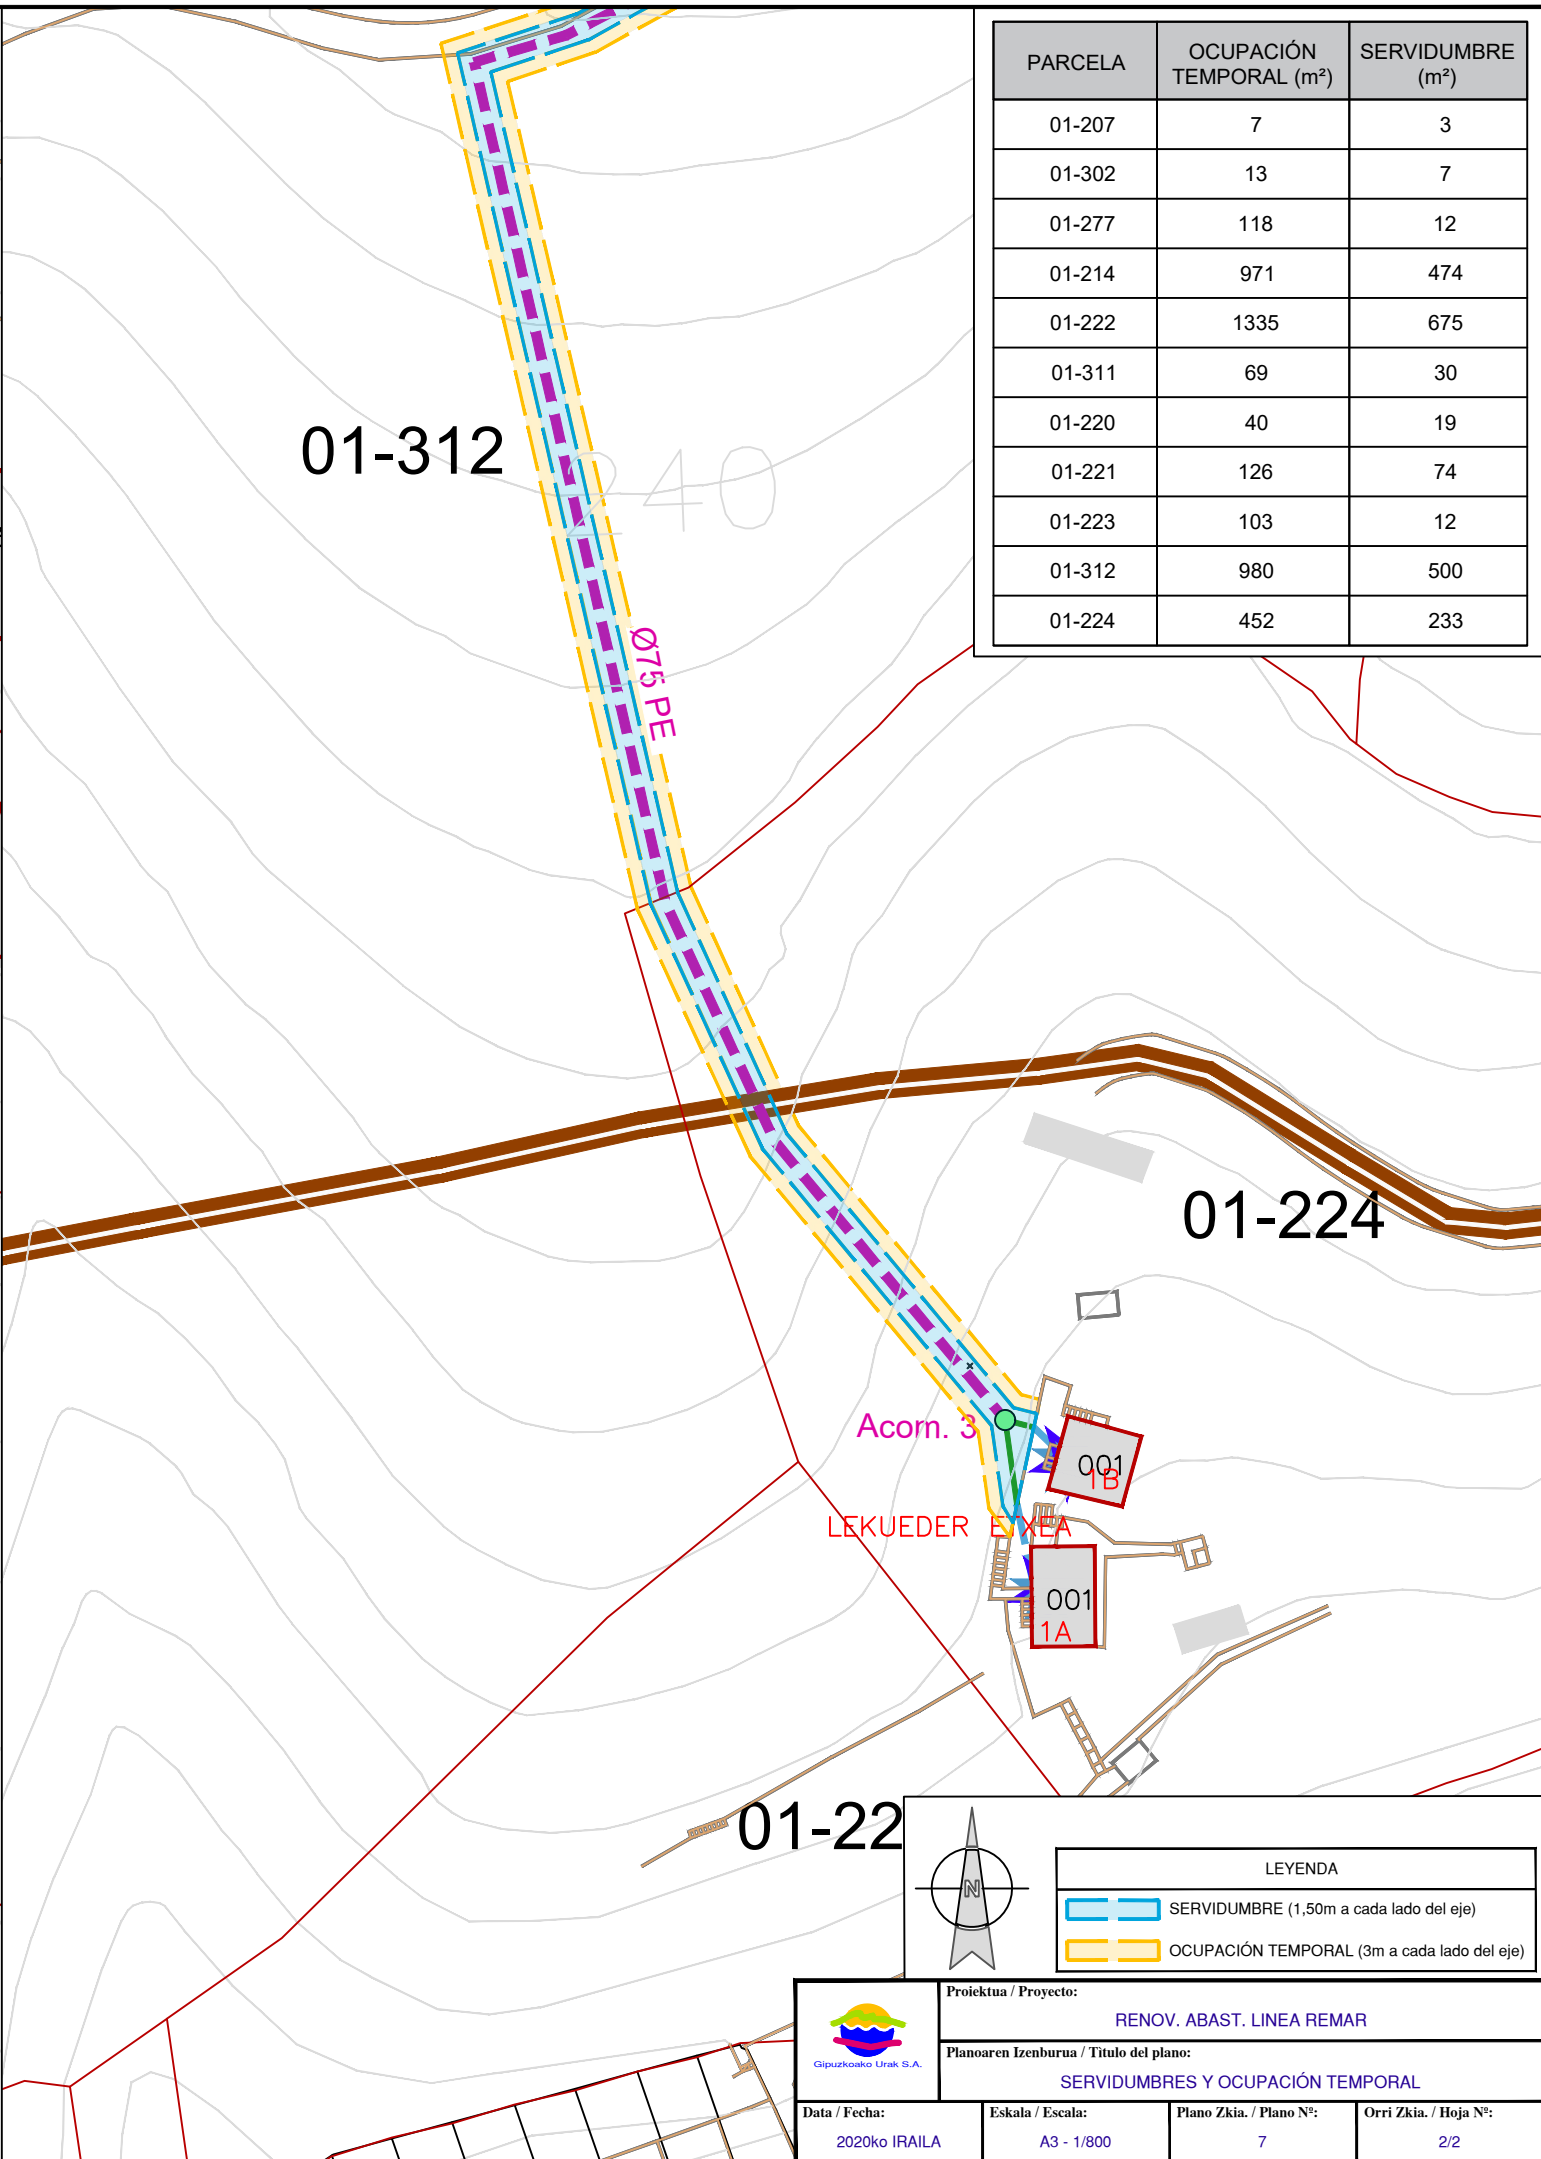 PARCELA OCUPACIÓN TEMPORAL (m²) SERVIDUMBRE (m²)
01-207 7 3
01-302 13 7
01-277 118 12
01-214 971 474
01-222 1335 675
01-311 69 30
01-220 40 19
01-221 126 74
01-223 103 12
01-312 980 500
01-224 452 233
01-312
240
Ø75 PE
01-224
Acom. 3
001
1B
LEKUEDER ETXEA
001
1A
01-22
N
LEYENDA
SERVIDUMBRE (1,50m a cada lado del eje)
OCUPACIÓN TEMPORAL (3m a cada lado del eje)
Gipuzkoako Urak S.A.
Proiektua / Proyecto:
RENOV. ABAST. LINEA REMAR
Planoaren Izenburua / Titulo del plano:
SERVIDUMBRES Y OCUPACIÓN TEMPORAL
Data / Fecha: Eskala / Escala: Plano Zkia. / Plano Nº: Orri Zkia. / Hoja Nº:
2020ko IRAILA A3 - 1/800 7 2/2